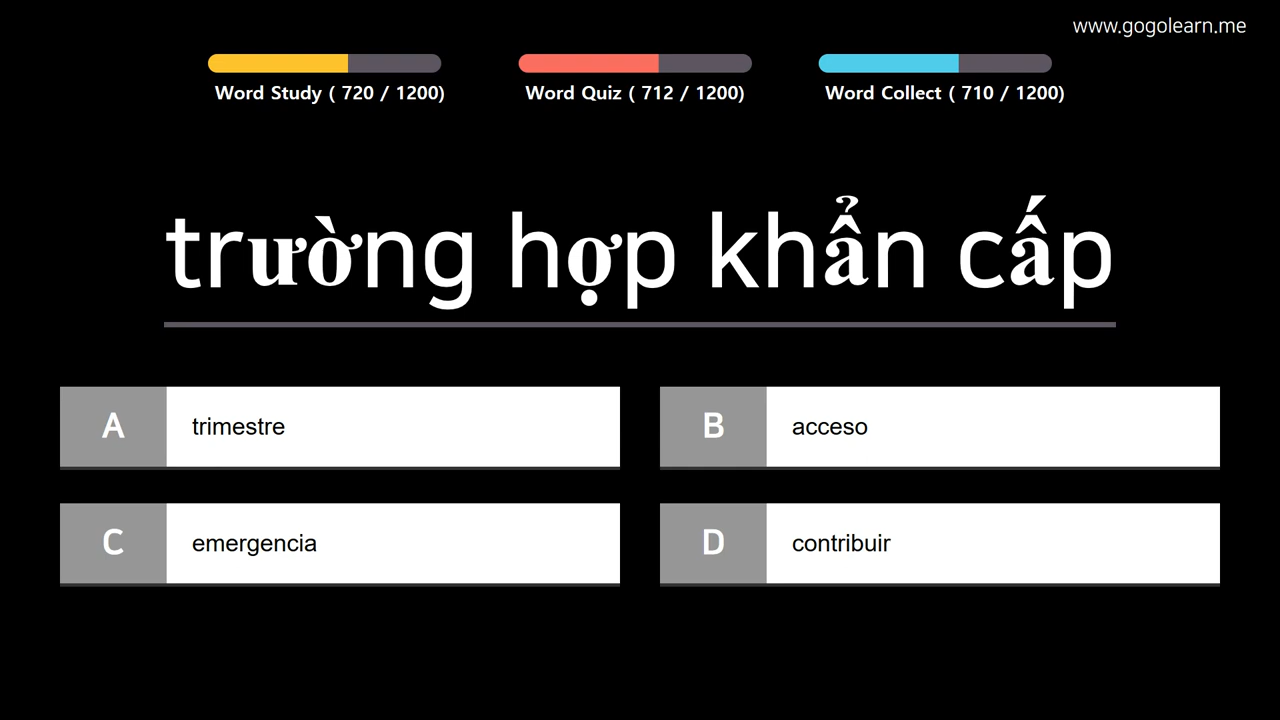 www.gogolearn.me
Word Study ( 720 / 1200)
Word Quiz ( 712 / 1200)
Word Collect ( 710 / 1200)
trường hợp khẩn cấp
A trimestre
B acceso
C emergencia
D contribuir